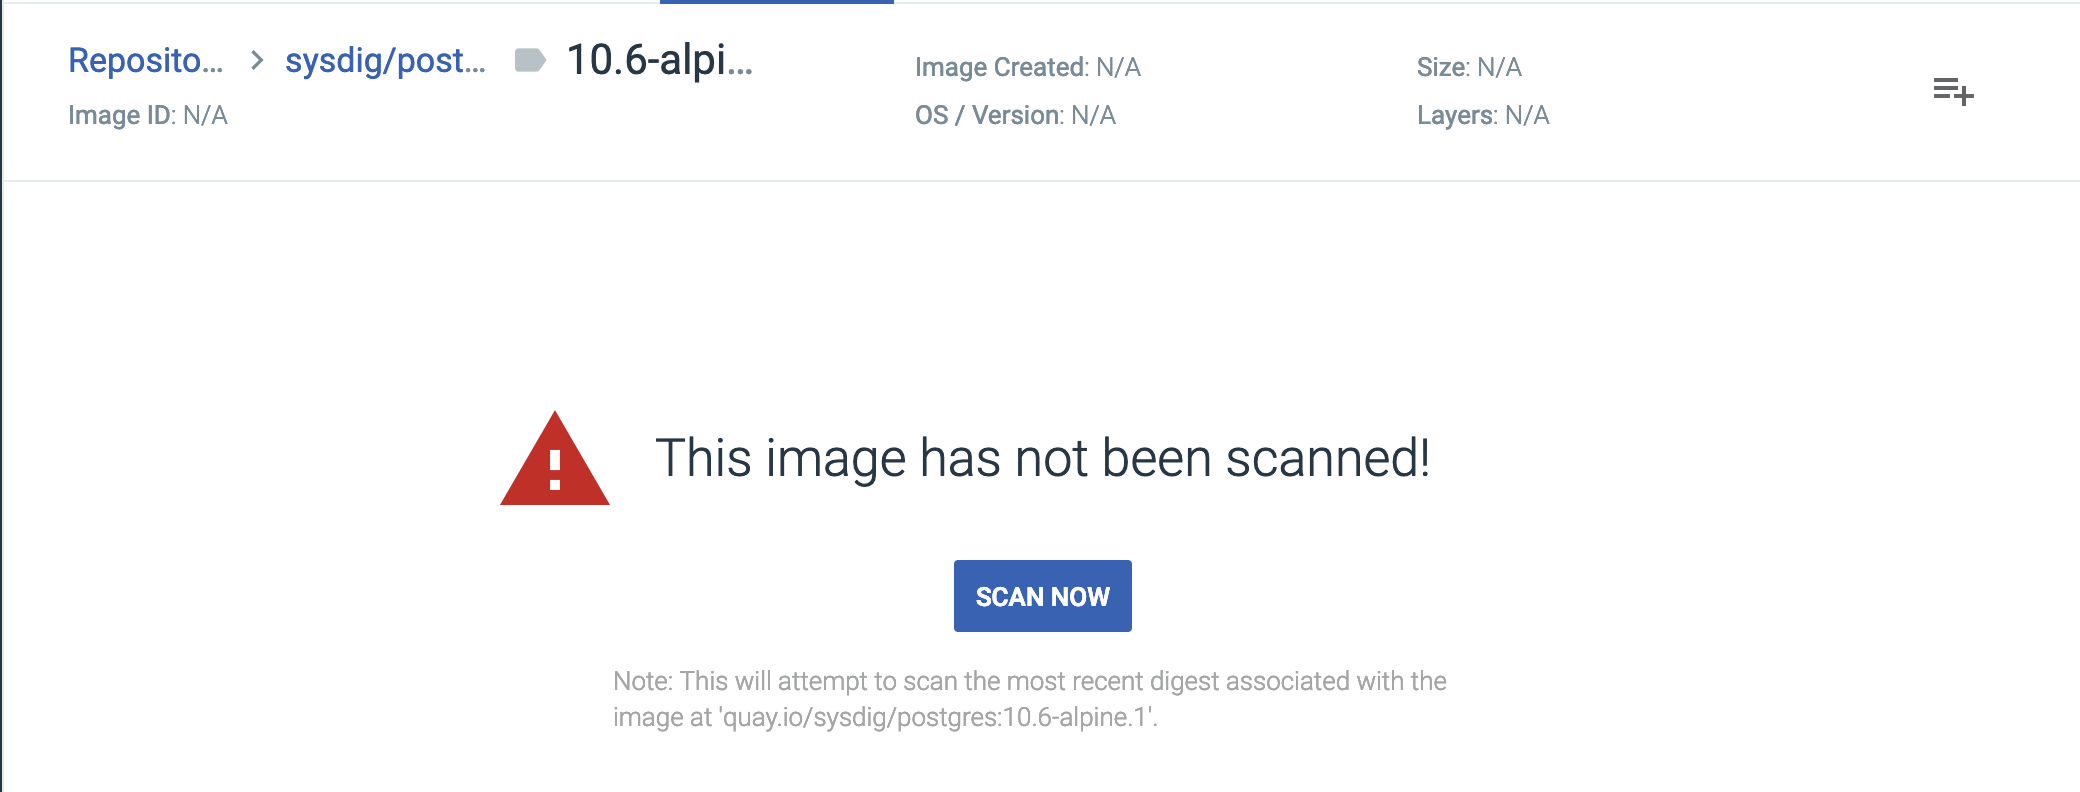 Reposito... > sysdig/post... 10.6-alpi...
Image ID: N/A
Image Created: N/A
OS / Version: N/A
Size: N/A
Layers: N/A
This image has not been scanned!
SCAN NOW
Note: This will attempt to scan the most recent digest associated with the
image at 'quay.io/sysdig/postgres:10.6-alpine.1'.